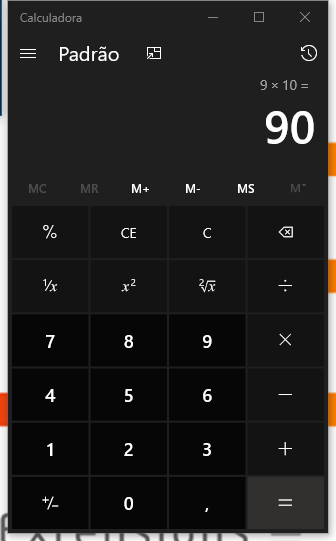 Calculadora
Padrão
9 × 10 =
90
MC MR M+ M- MS M˅
% CE C
¹/x x² ²√x ÷
7 8 9 ×
4 5 6 −
1 2 3 +
+/− 0 , =